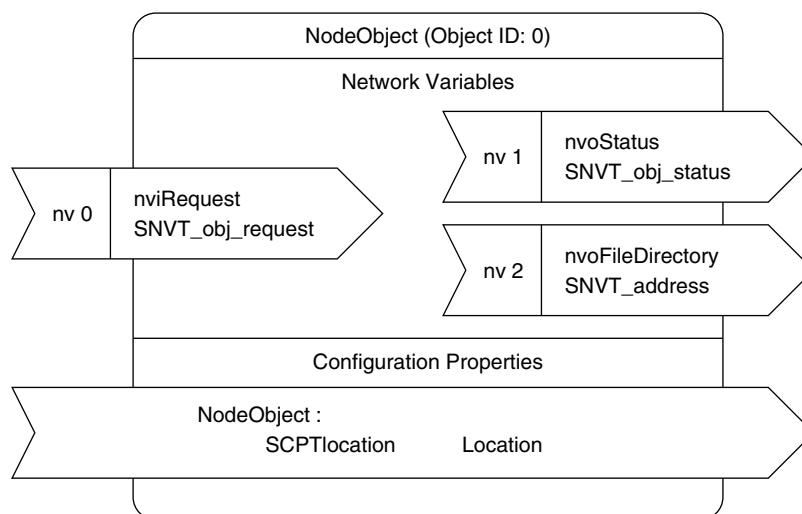 NodeObject (Object ID: 0)
Network Variables
nv 0
nviRequest
SNVT_obj_request
nv 1
nvoStatus
SNVT_obj_status
nv 2
nvoFileDirectory
SNVT_address
Configuration Properties
NodeObject :
SCPTlocation Location